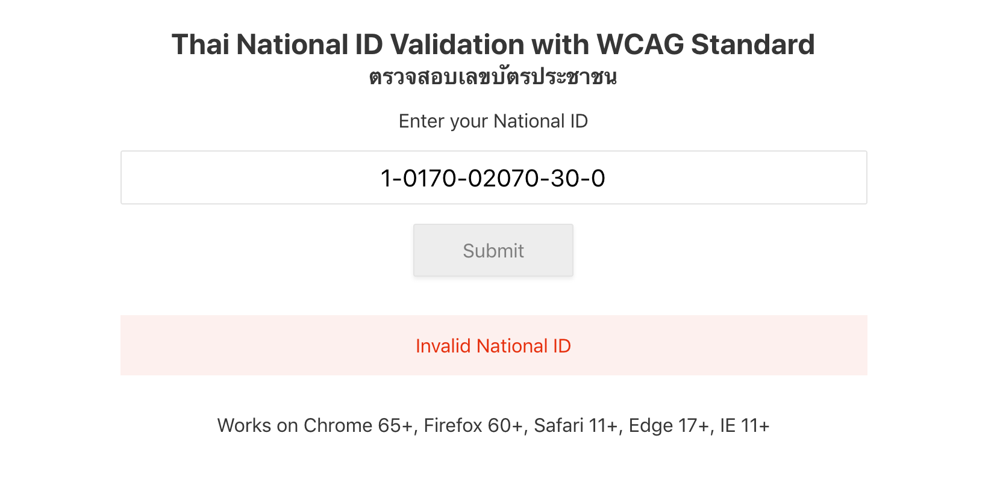 Thai National ID Validation with WCAG Standard
ตรวจสอบเลขบัตรประชาชน
Enter your National ID
1-0170-02070-30-0
Submit
Invalid National ID
Works on Chrome 65+, Firefox 60+, Safari 11+, Edge 17+, IE 11+